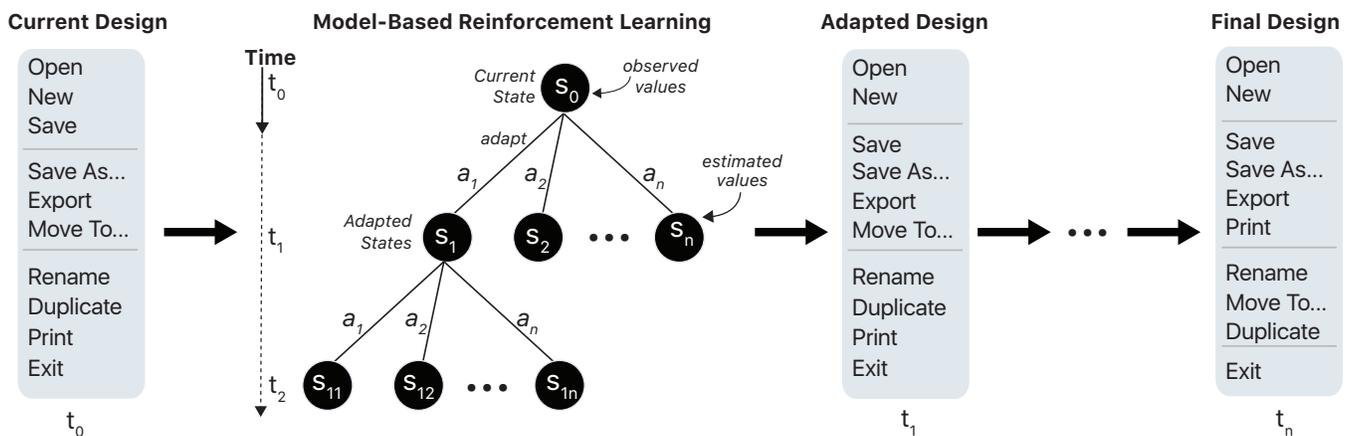 Current Design
Open
New
Save
Save As...
Export
Move To...
Rename
Duplicate
Print
Exit
t0
Model-Based Reinforcement Learning
Time
t0
t1
t2
Current
State
S0
observed
values
adapt
a1
a2
an
estimated
values
Adapted
States
S1
S2
...
Sn
a1
a2
an
S11
S12
...
S1n
Adapted Design
Open
New
Save
Save As...
Export
Move To...
Rename
Duplicate
Print
Exit
t1
...
Final Design
Open
New
Save
Save As...
Export
Print
Rename
Move To...
Duplicate
Exit
tn